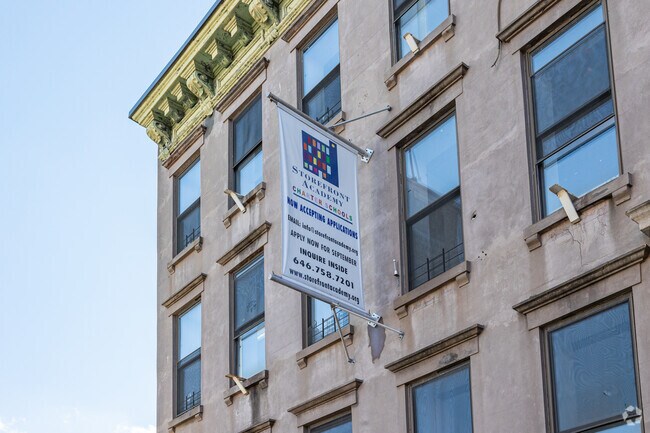 STOREFRONT
ACADEMY
CHARTER SCHOOLS
NOW ACCEPTING APPLICATIONS
EMAIL: info@storefrontacademy.org
APPLY NOW FOR SEPTEMBER
INQUIRE INSIDE
646.758.7201
www.storefrontacademy.org